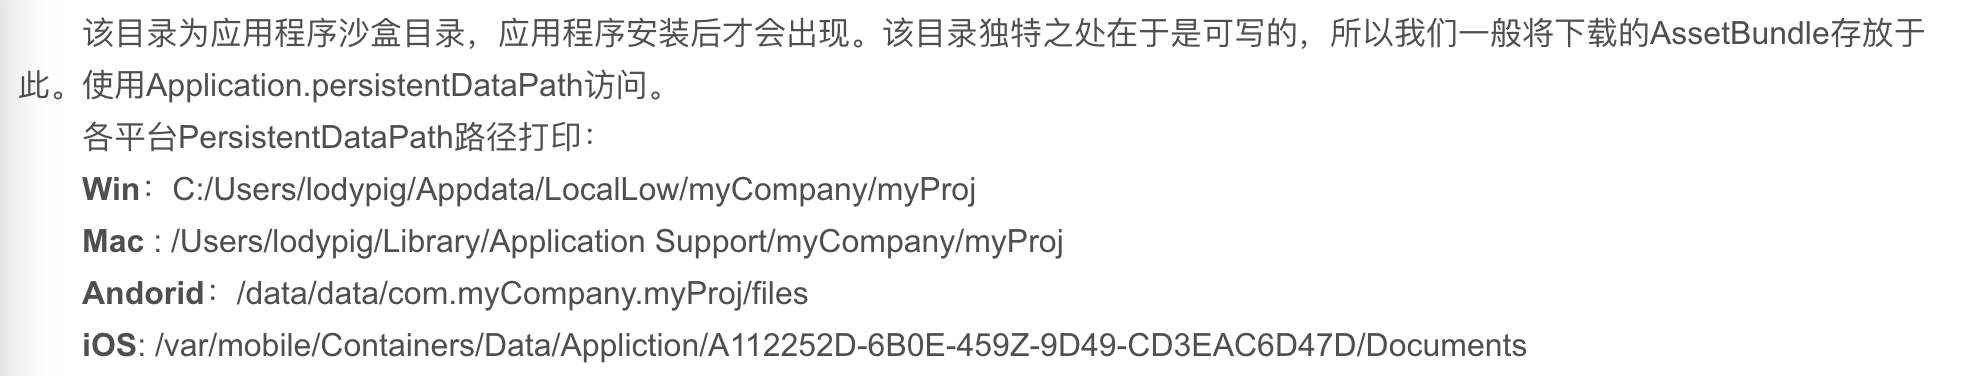 该目录为应用程序沙盒目录，应用程序安装后才会出现。该目录独特之处在于是可写的，所以我们一般将下载的AssetBundle存放于
此。使用Application.persistentDataPath访问。
各平台PersistentDataPath路径打印：
Win：C:/Users/lodypig/Appdata/LocalLow/myCompany/myProj
Mac : /Users/lodypig/Library/Application Support/myCompany/myProj
Andorid：/data/data/com.myCompany.myProj/files
iOS: /var/mobile/Containers/Data/Appliction/A112252D-6B0E-459Z-9D49-CD3EAC6D47D/Documents